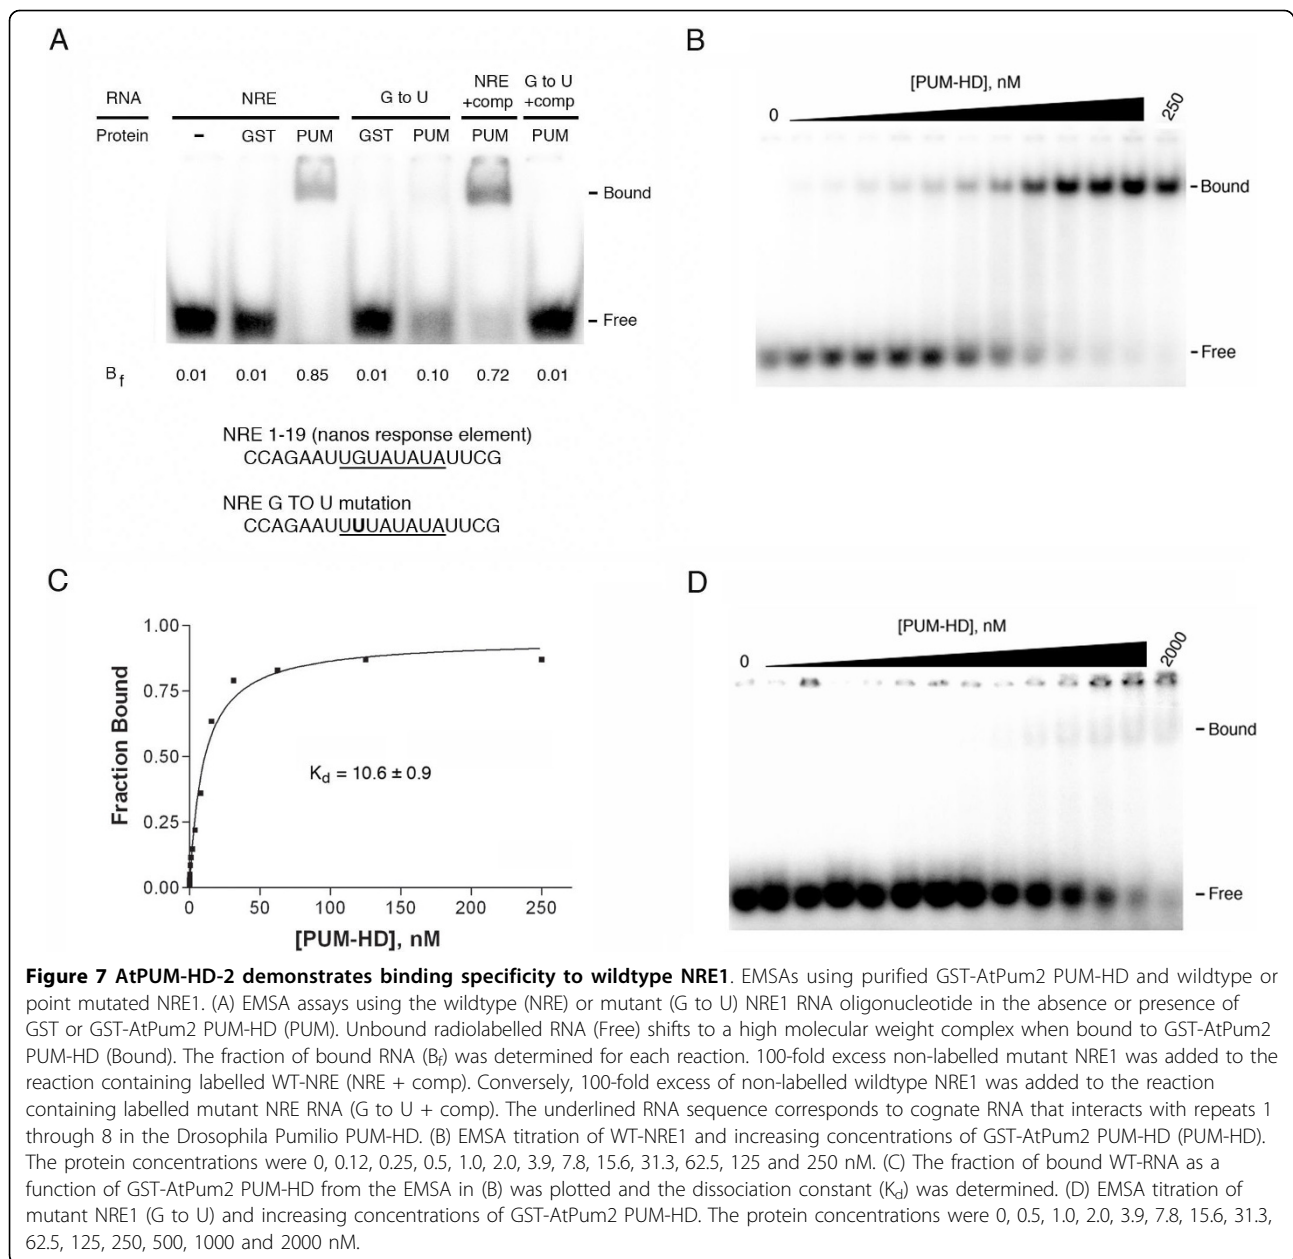 A
RNA NRE G to U NRE +comp G to U +comp
Protein – GST PUM GST PUM PUM PUM
– Bound
– Free
Bf 0.01 0.01 0.85 0.01 0.10 0.72 0.01
NRE 1-19 (nanos response element)
CCAGAAUUGUAUAUAUUCG
NRE G TO U mutation
CCAGAAUUUUAUAUAUUCG
B
[PUM-HD], nM
0 250
-Bound
-Free
C
1.00
0.75
0.50
0.25
0.00
Fraction Bound
Kd = 10.6 ± 0.9
0 50 100 150 200 250
[PUM-HD], nM
D
[PUM-HD], nM
0 2000
– Bound
– Free
Figure 7 AtPUM-HD-2 demonstrates binding specificity to wildtype NRE1. EMSAs using purified GST-AtPum2 PUM-HD and wildtype or
point mutated NRE1. (A) EMSA assays using the wildtype (NRE) or mutant (G to U) NRE1 RNA oligonucleotide in the absence or presence of
GST or GST-AtPum2 PUM-HD (PUM). Unbound radiolabelled RNA (Free) shifts to a high molecular weight complex when bound to GST-AtPum2
PUM-HD (Bound). The fraction of bound RNA (Bf) was determined for each reaction. 100-fold excess non-labelled mutant NRE1 was added to the
reaction containing labelled WT-NRE (NRE + comp). Conversely, 100-fold excess of non-labelled wildtype NRE1 was added to the reaction
containing labelled mutant NRE RNA (G to U + comp). The underlined RNA sequence corresponds to cognate RNA that interacts with repeats 1
through 8 in the Drosophila Pumilio PUM-HD. (B) EMSA titration of WT-NRE1 and increasing concentrations of GST-AtPum2 PUM-HD (PUM-HD).
The protein concentrations were 0, 0.12, 0.25, 0.5, 1.0, 2.0, 3.9, 7.8, 15.6, 31.3, 62.5, 125 and 250 nM. (C) The fraction of bound WT-RNA as a
function of GST-AtPum2 PUM-HD from the EMSA in (B) was plotted and the dissociation constant (Kd) was determined. (D) EMSA titration of
mutant NRE1 (G to U) and increasing concentrations of GST-AtPum2 PUM-HD. The protein concentrations were 0, 0.5, 1.0, 2.0, 3.9, 7.8, 15.6, 31.3,
62.5, 125, 250, 500, 1000 and 2000 nM.